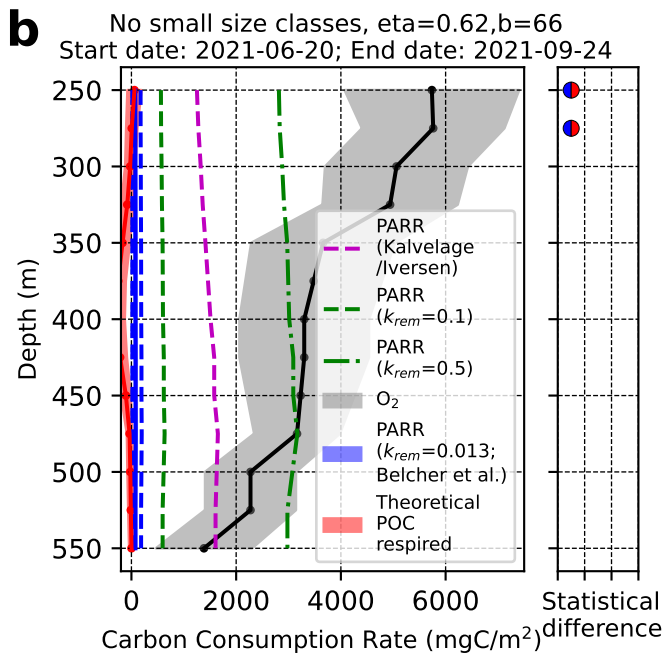 b
No small size classes, eta=0.62,b=66
Start date: 2021-06-20; End date: 2021-09-24
250
300
350
400
450
500
550
Depth (m)
PARR
(Kalvelage
/Iversen)
PARR
(k_rem=0.1)
PARR
(k_rem=0.5)
O₂
PARR
(k_rem=0.013;
Belcher et al.)
Theoretical
POC
respired
0 2000 4000 6000
Carbon Consumption Rate (mgC/m²)
Statistical
difference